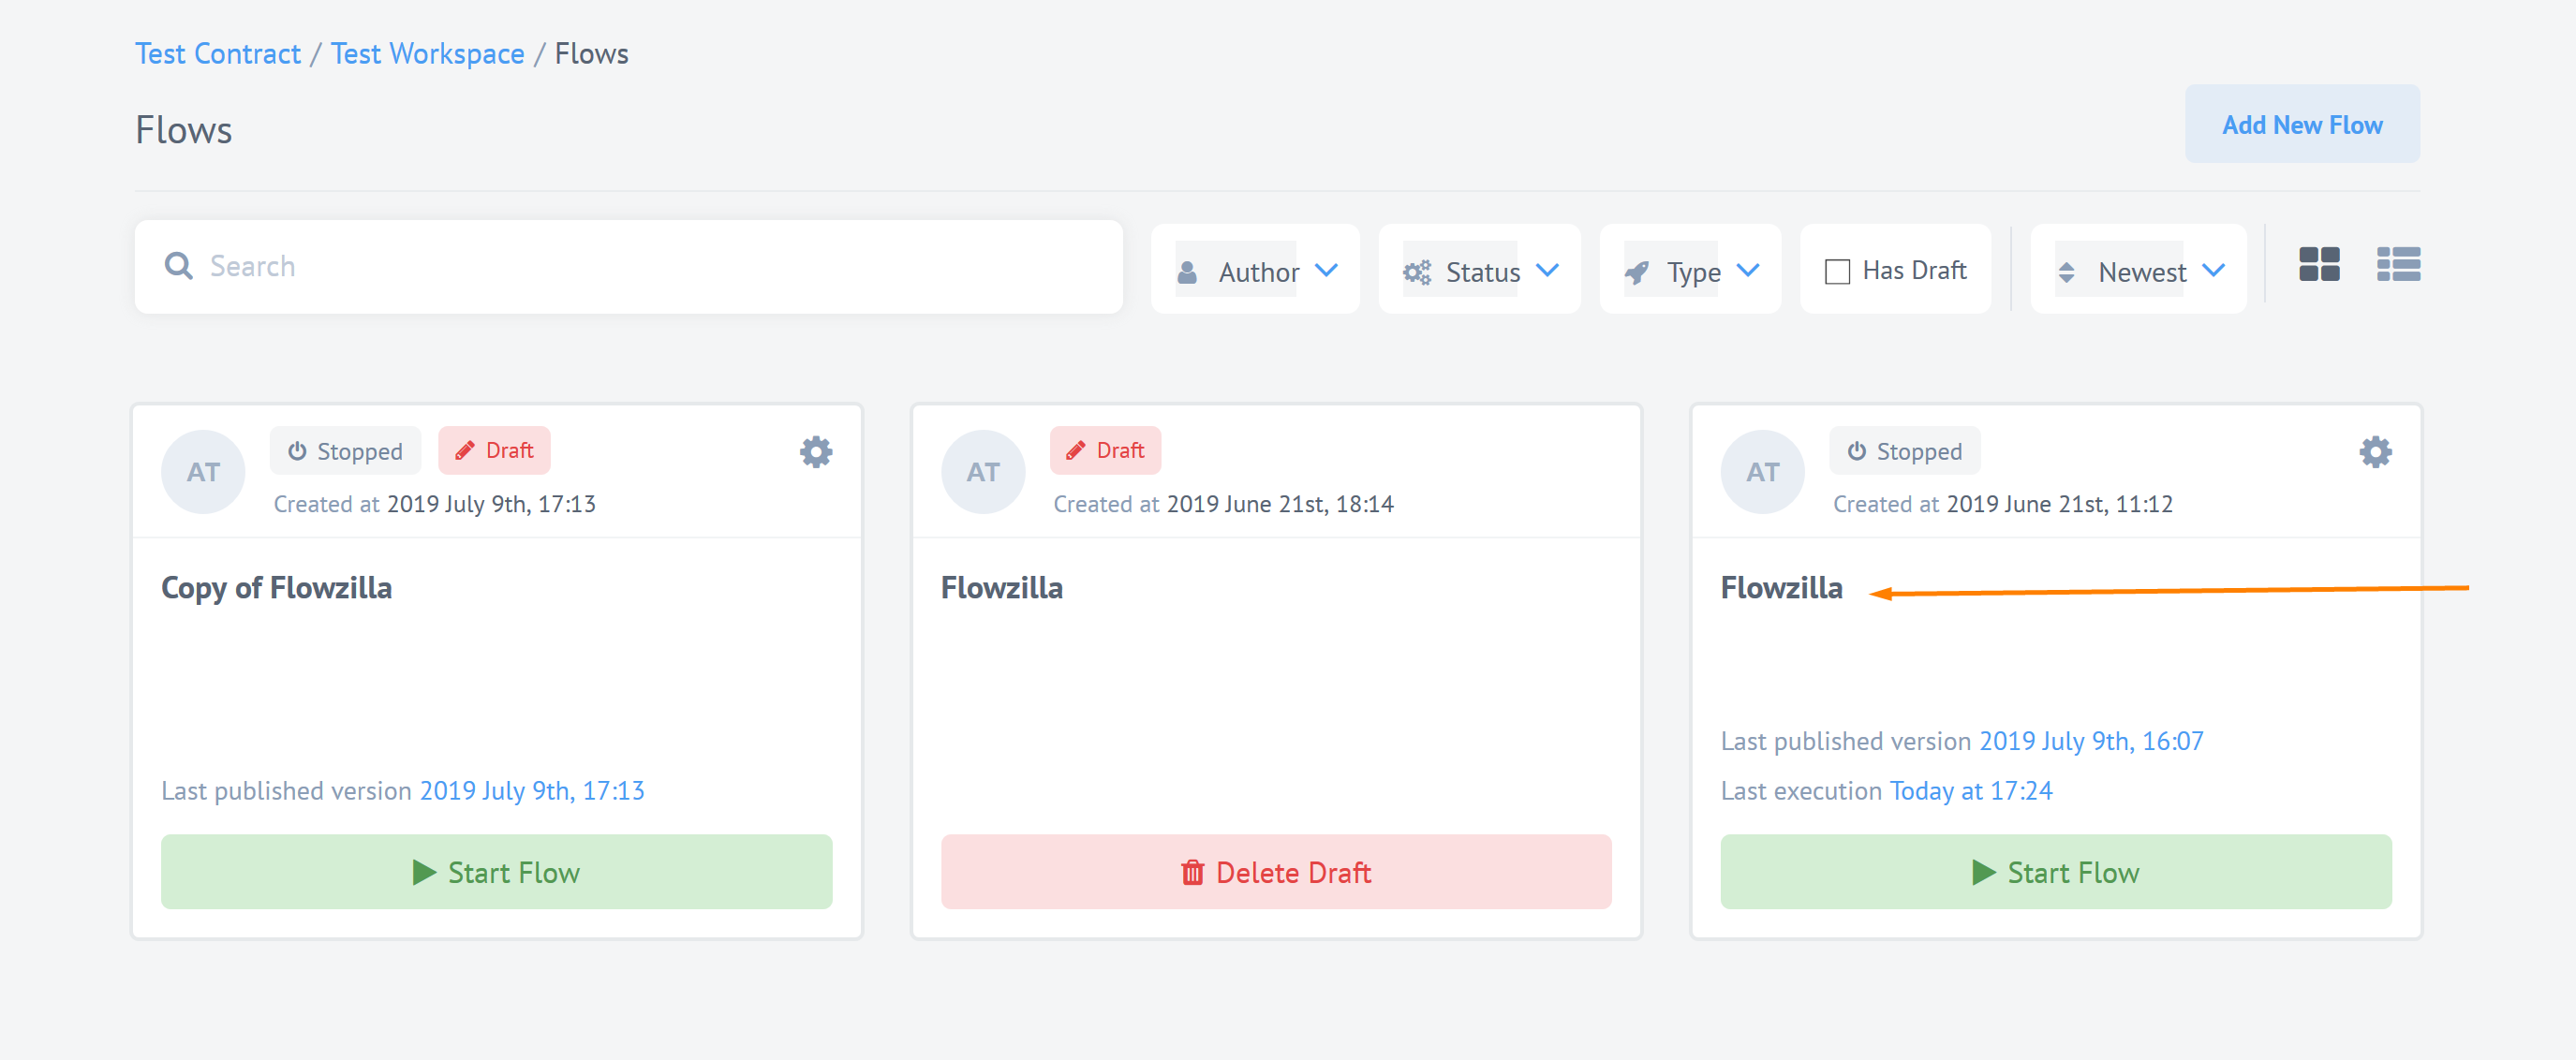 Test Contract / Test Workspace / Flows
Flows
Add New Flow
Search
Author
Status
Type
Has Draft
Newest
AT
Stopped
Draft
Created at 2019 July 9th, 17:13
Copy of Flowzilla
Last published version 2019 July 9th, 17:13
Start Flow
AT
Draft
Created at 2019 June 21st, 18:14
Flowzilla
Delete Draft
AT
Stopped
Created at 2019 June 21st, 11:12
Flowzilla
Last published version 2019 July 9th, 16:07
Last execution Today at 17:24
Start Flow